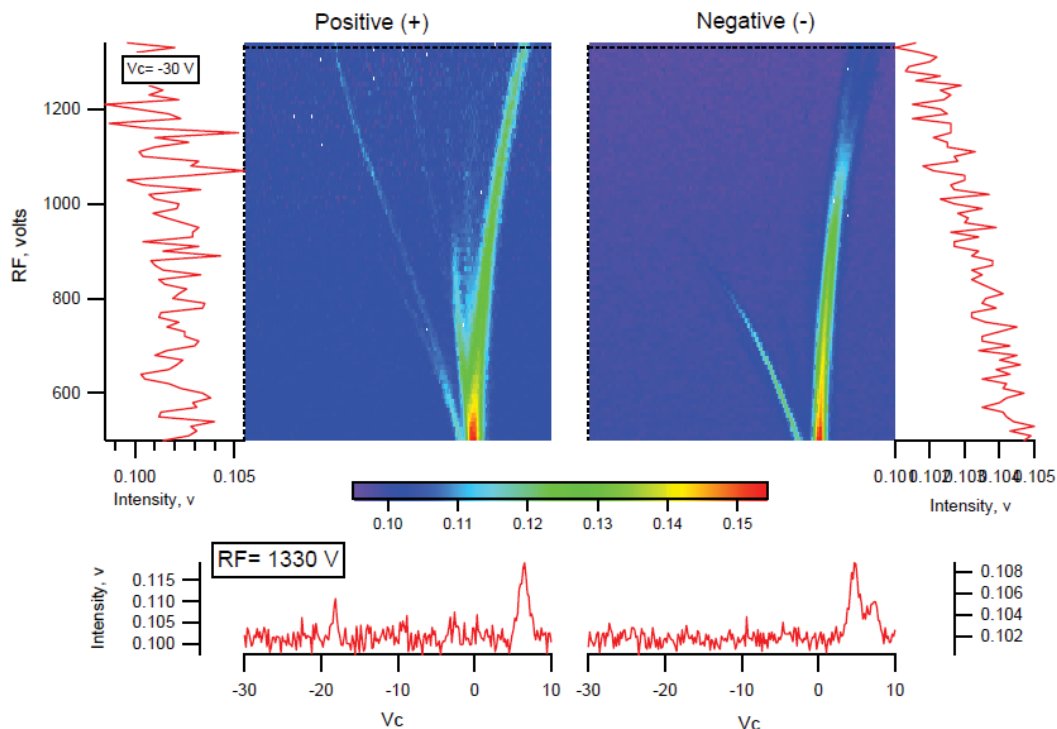 Positive (+)
Negative (-)
Vc= -30 V
RF, volts
1200
1000
800
600
0.100 0.105
Intensity, v
0.101 0.102 0.103 0.104 0.105
Intensity, v
0.10 0.11 0.12 0.13 0.14 0.15
RF= 1330 V
Intensity, v
0.115
0.110
0.105
0.100
0.108
0.106
0.104
0.102
-30 -20 -10 0 10
Vc
-30 -20 -10 0 10
Vc